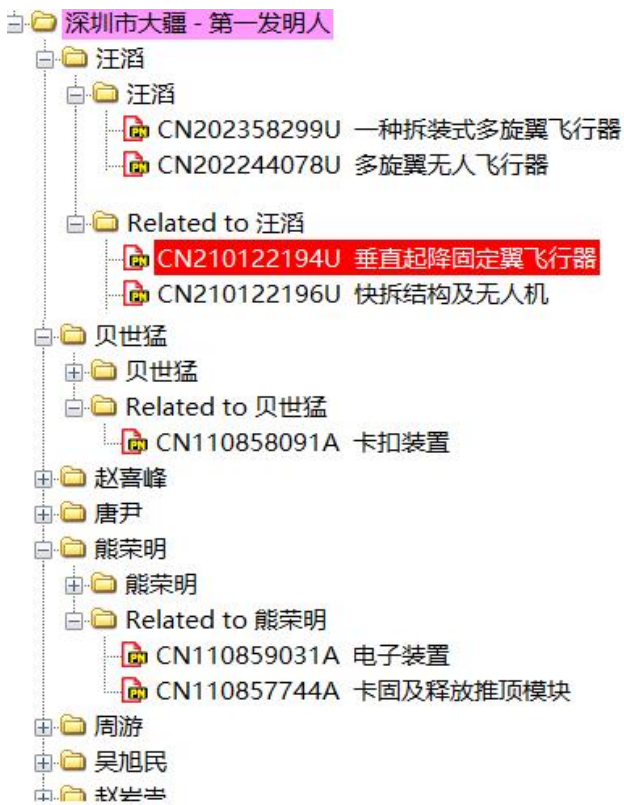 深圳市大疆 - 第一发明人
汪滔
汪滔
CN202358299U 一种拆装式多旋翼飞行器
CN202244078U 多旋翼无人飞行器
Related to 汪滔
CN210122194U 垂直起降固定翼飞行器
CN210122196U 快拆结构及无人机
贝世猛
贝世猛
Related to 贝世猛
CN110858091A 卡扣装置
赵喜峰
唐尹
熊荣明
熊荣明
Related to 熊荣明
CN110859031A 电子装置
CN110857744A 卡固及释放推顶模块
周游
吴旭民